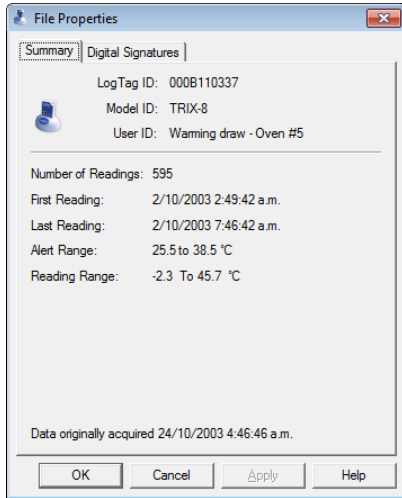 File Properties
Summary Digital Signatures
LogTag ID: 000B110337
Model ID: TRIX-8
User ID: Warming draw - Oven #5
Number of Readings: 595
First Reading: 2/10/2003 2:49:42 a.m.
Last Reading: 2/10/2003 7:46:42 a.m.
Alert Range: 25.5 to 38.5 °C
Reading Range: -2.3 To 45.7 °C
Data originally acquired 24/10/2003 4:46:46 a.m.
OK Cancel Apply Help